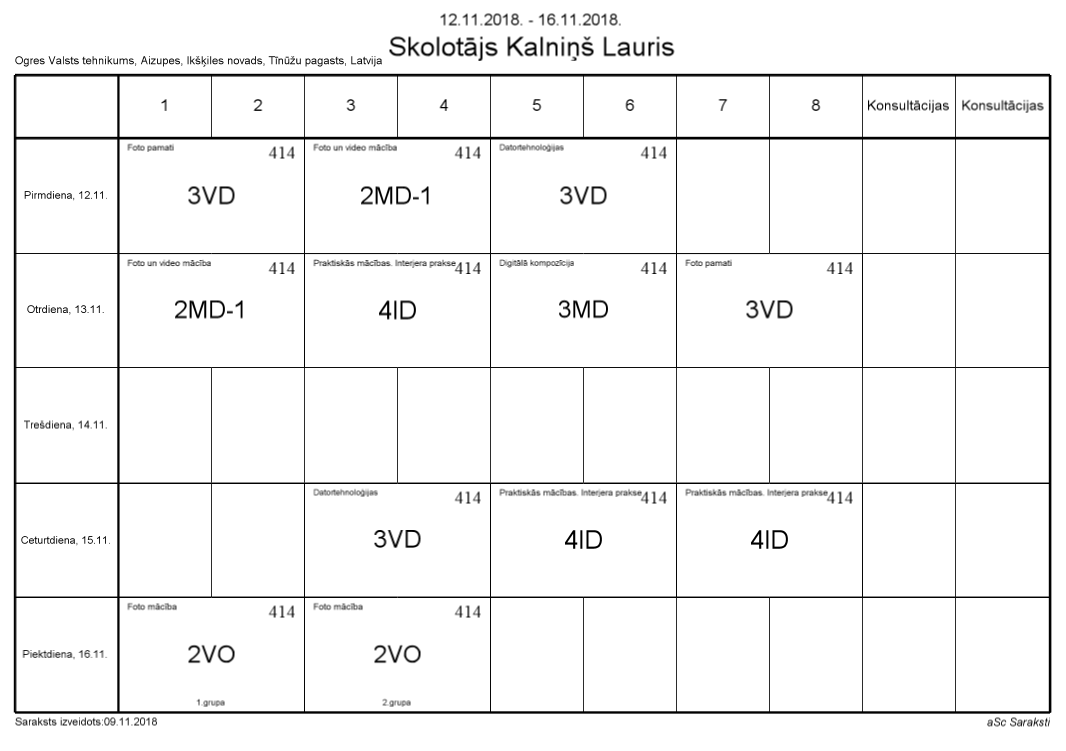 12.11.2018. - 16.11.2018.
Skolotājs Kalniņš Lauris
Ogres Valsts tehnikums, Aizupes, Ikšķiles novads, Tīnūžu pagasts, Latvija
1 2 3 4 5 6 7 8 Konsultācijas Konsultācijas
Foto pamati 414 Foto un video mācība 414 Datortehnoloģijas 414
Pirmdiena, 12.11. 3VD 2MD-1 3VD
Foto un video mācība 414 Praktiskās mācības. Interjera prakse 414 Digitālā kompozīcija 414 Foto pamati 414
Otrdiena, 13.11. 2MD-1 4ID 3MD 3VD
Trešdiena, 14.11.
Datortehnoloģijas 414 Praktiskās mācības. Interjera prakse 414 Praktiskās mācības. Interjera prakse 414
Ceturtdiena, 15.11. 3VD 4ID 4ID
Foto mācība 414 Foto mācība 414
Piektdiena, 16.11. 2VO 2VO
1.grupa 2.grupa
Saraksts izveidots:09.11.2018 aSc Saraksti